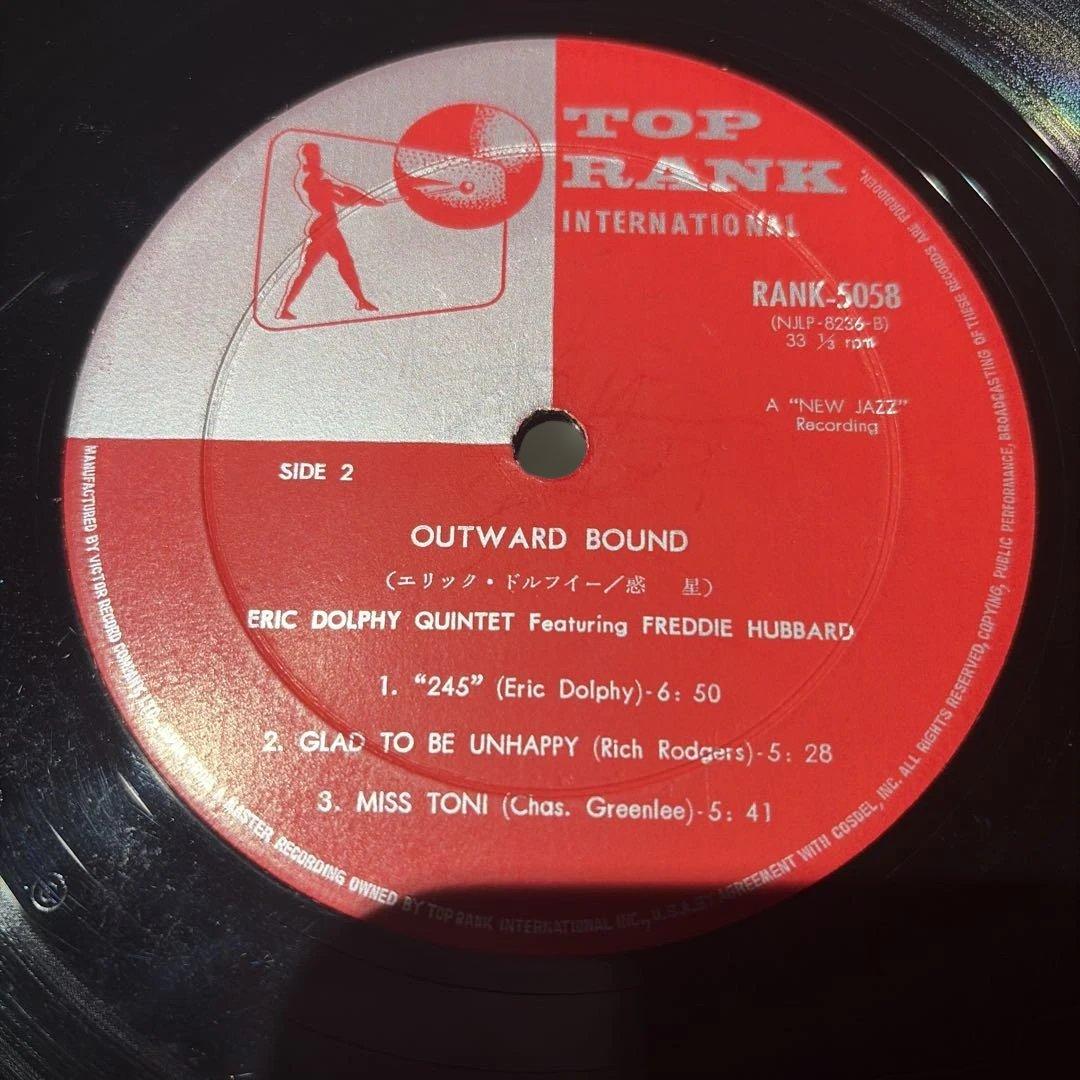 TOP
RANK
INTERNATIONAL
RANK-5058
(NJLP-8236-B)
33 ⅓ rpm
A "NEW JAZZ"
Recording
SIDE 2
OUTWARD BOUND
(エリック・ドルフイー/惑 星)
ERIC DOLPHY QUINTET Featuring FREDDIE HUBBARD
1. "245" (Eric Dolphy)-6: 50
2. GLAD TO BE UNHAPPY (Rich Rodgers)-5: 28
3. MISS TONI (Chas. Greenlee)-5: 41
MANUFACTURED BY VICTOR RECORD COMPANY MASTER RECORDING OWNED BY TOP RANK INTERNATIONAL INC., U.S.A. AGREEMENT WITH COSDEL, INC. ALL RIGHTS RESERVED, COPYING, PUBLIC PERFORMANCE, BROADCASTING OF THESE RECORDS ARE FORBIDDEN.